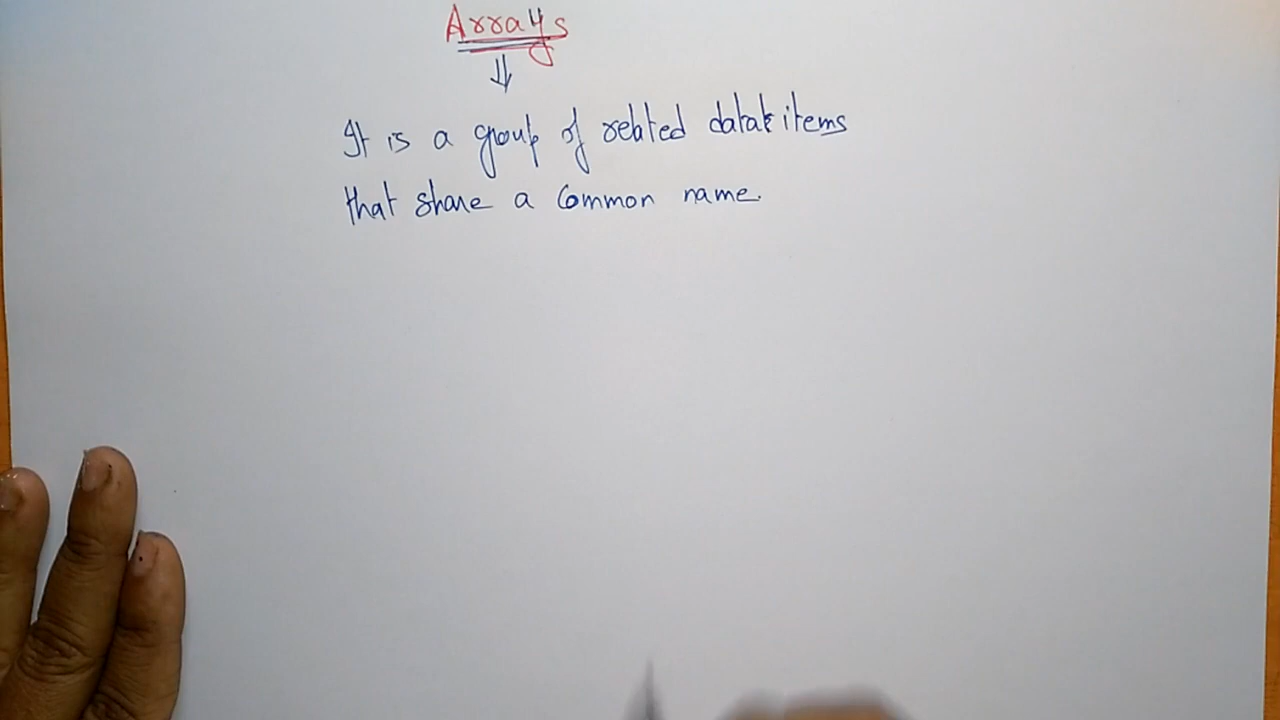 Arrays
It is a group of related data items
that share a common name.